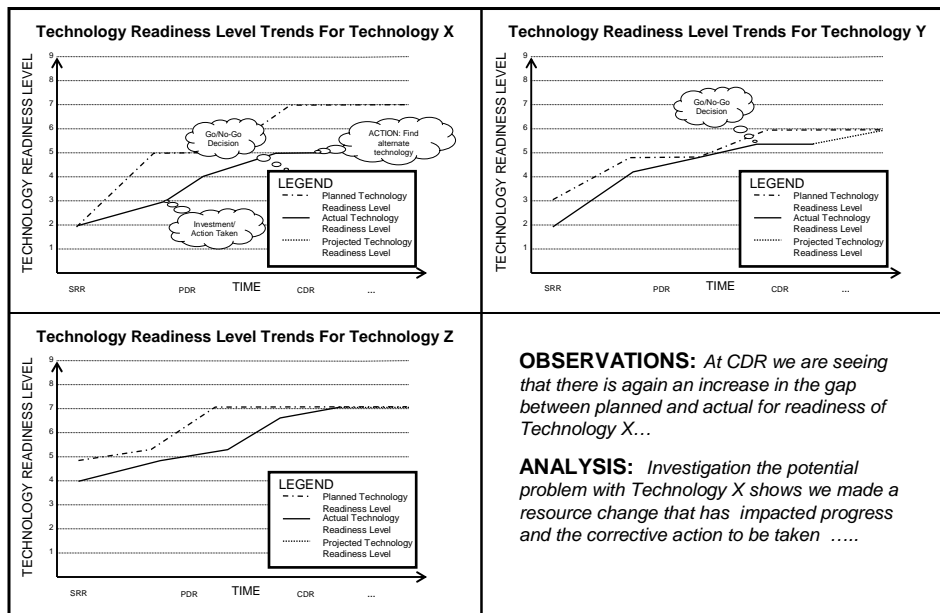 Technology Readiness Level Trends For Technology X
TECHNOLOGY READINESS LEVEL
9
8
7
6
5
4
3
2
1
Go/No-Go
Decision
ACTION: Find
alternate
technology
Investment/
Action Taken
LEGEND
Planned Technology
Readiness Level
Actual Technology
Readiness Level
Projected Technology
Readiness Level
SRR
PDR
TIME
CDR
...
Technology Readiness Level Trends For Technology Y
TECHNOLOGY READINESS LEVEL
9
8
7
6
5
4
3
2
1
Go/No-Go
Decision
LEGEND
Planned Technology
Readiness Level
Actual Technology
Readiness Level
Projected Technology
Readiness Level
SRR
PDR
TIME
CDR
...
Technology Readiness Level Trends For Technology Z
TECHNOLOGY READINESS LEVEL
9
8
7
6
5
4
3
2
1
LEGEND
Planned Technology
Readiness Level
Actual Technology
Readiness Level
Projected Technology
Readiness Level
SRR
PDR
TIME
CDR
...
OBSERVATIONS: At CDR we are seeing
that there is again an increase in the gap
between planned and actual for readiness of
Technology X…
ANALYSIS: Investigation the potential
problem with Technology X shows we made a
resource change that has impacted progress
and the corrective action to be taken …..